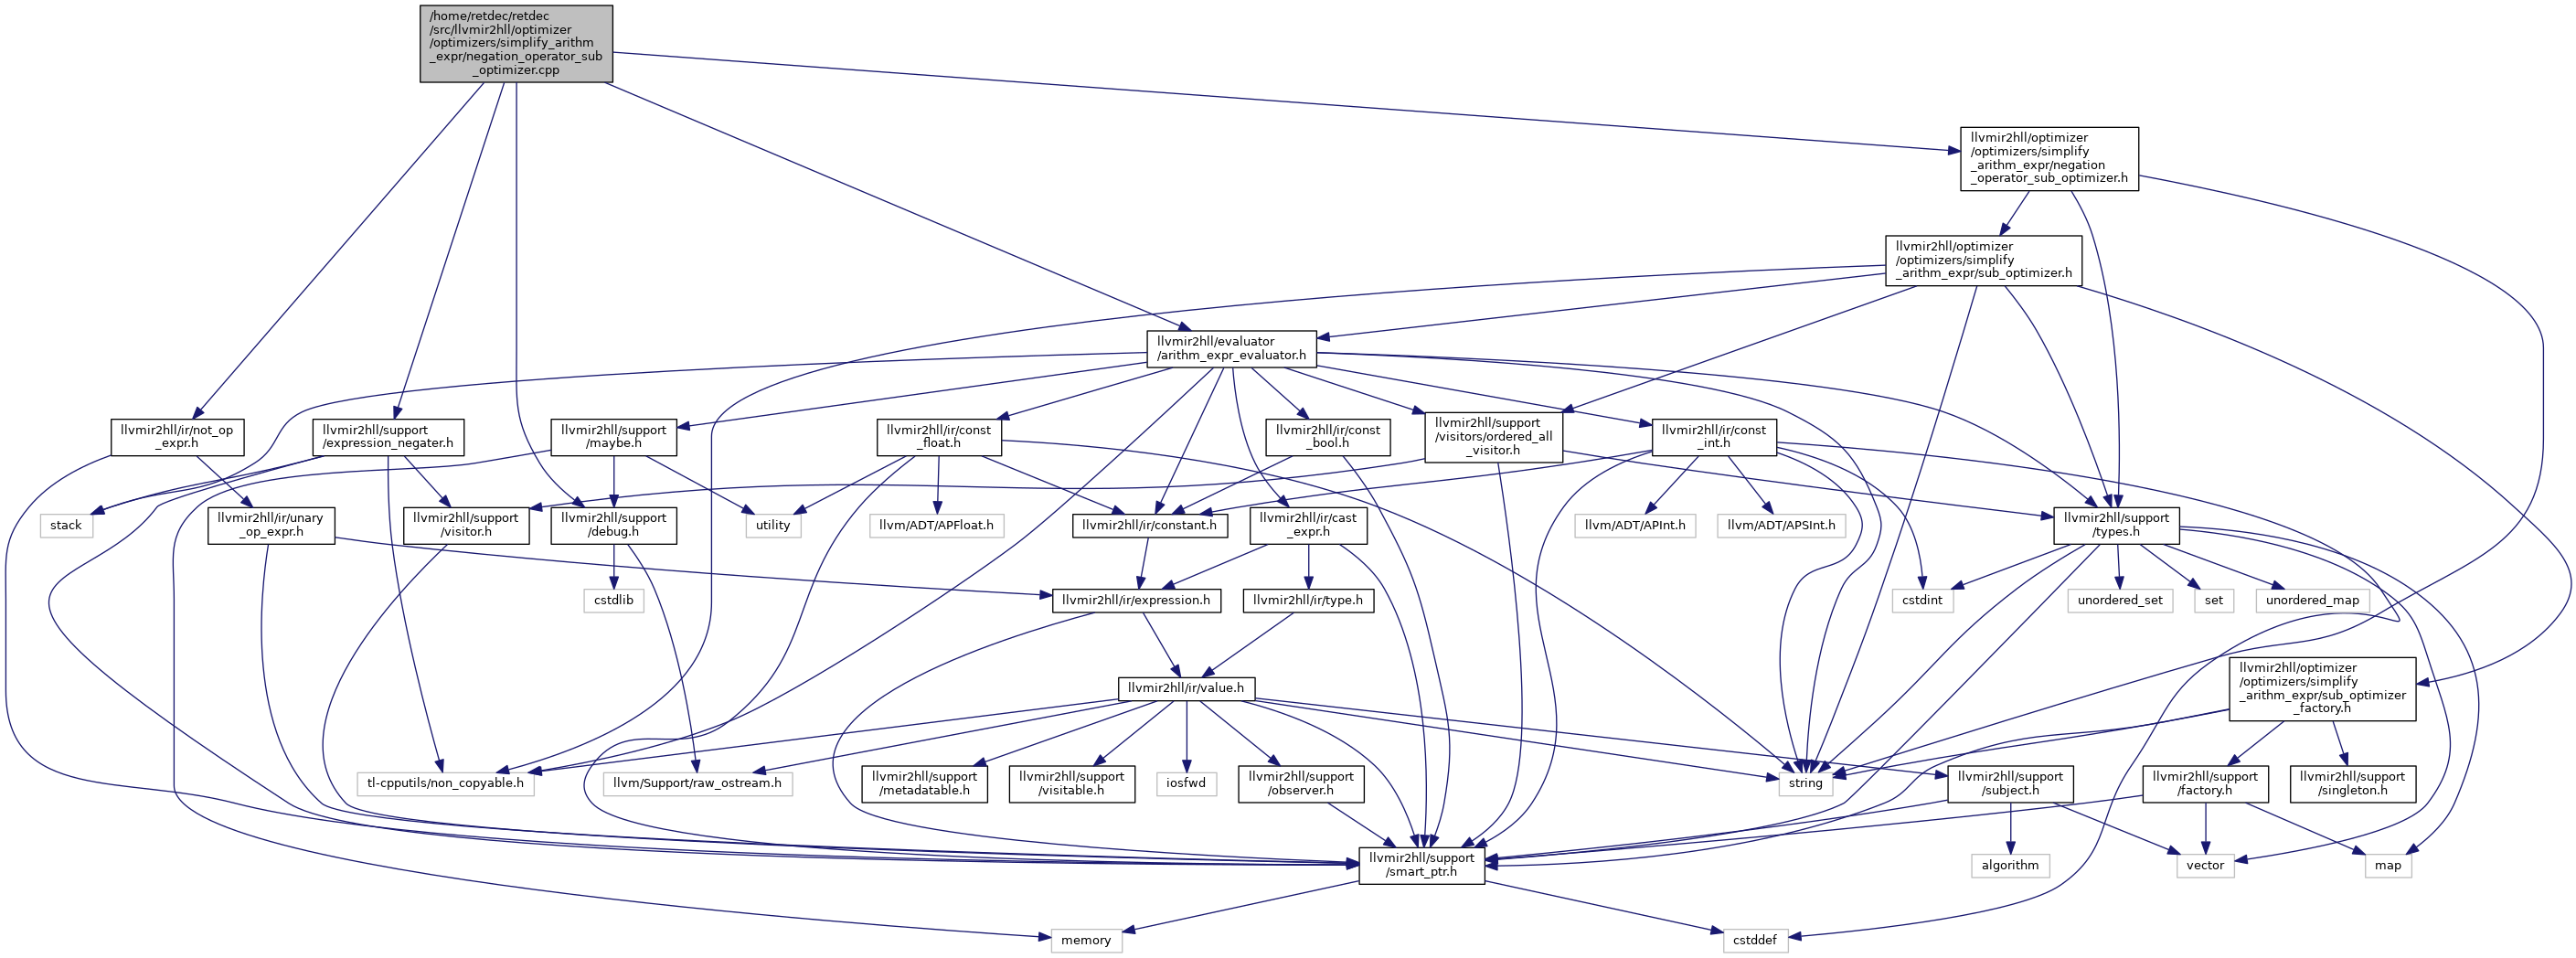 /home/retdec/retdec
/src/llvmir2hll/optimizer
/optimizers/simplify_arithm
_expr/negation_operator_sub
_optimizer.cpp
llvmir2hll/optimizer
/optimizers/simplify
_arithm_expr/negation
_operator_sub_optimizer.h
llvmir2hll/optimizer
/optimizers/simplify
_arithm_expr/sub_optimizer.h
llvmir2hll/evaluator
/arithm_expr_evaluator.h
llvmir2hll/ir/not_op
_expr.h
llvmir2hll/support
/expression_negater.h
llvmir2hll/support
/maybe.h
llvmir2hll/ir/const
_float.h
llvmir2hll/ir/const
_bool.h
llvmir2hll/support
/visitors/ordered_all
_visitor.h
llvmir2hll/ir/const
_int.h
stack
llvmir2hll/ir/unary
_op_expr.h
llvmir2hll/support
/visitor.h
llvmir2hll/support
/debug.h
utility
llvm/ADT/APFloat.h
llvmir2hll/ir/constant.h
llvmir2hll/ir/cast
_expr.h
llvm/ADT/APInt.h
llvm/ADT/APSInt.h
llvmir2hll/support
/types.h
cstdlib
llvmir2hll/ir/expression.h
llvmir2hll/ir/type.h
cstdint
unordered_set
set
unordered_map
llvmir2hll/ir/value.h
llvmir2hll/optimizer
/optimizers/simplify
_arithm_expr/sub_optimizer
_factory.h
tl-cpputils/non_copyable.h
llvm/Support/raw_ostream.h
llvmir2hll/support
/metadatable.h
llvmir2hll/support
/visitable.h
iosfwd
llvmir2hll/support
/observer.h
string
llvmir2hll/support
/subject.h
llvmir2hll/support
/factory.h
llvmir2hll/support
/singleton.h
llvmir2hll/support
/smart_ptr.h
algorithm
vector
map
memory
cstddef